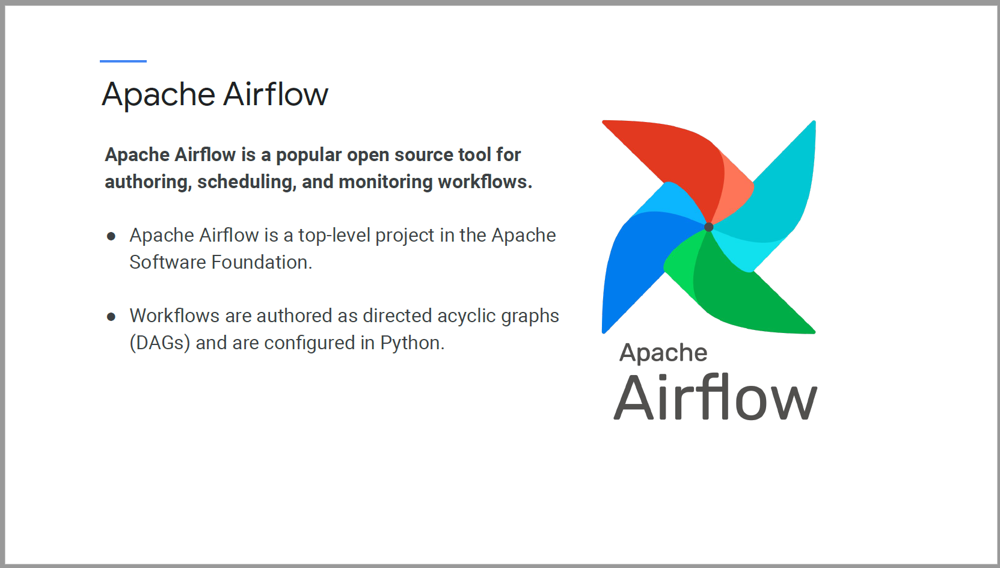 Apache Airflow
Apache Airflow is a popular open source tool for
authoring, scheduling, and monitoring workflows.
● Apache Airflow is a top-level project in the Apache
Software Foundation.
● Workflows are authored as directed acyclic graphs
(DAGs) and are configured in Python.
Apache
Airflow